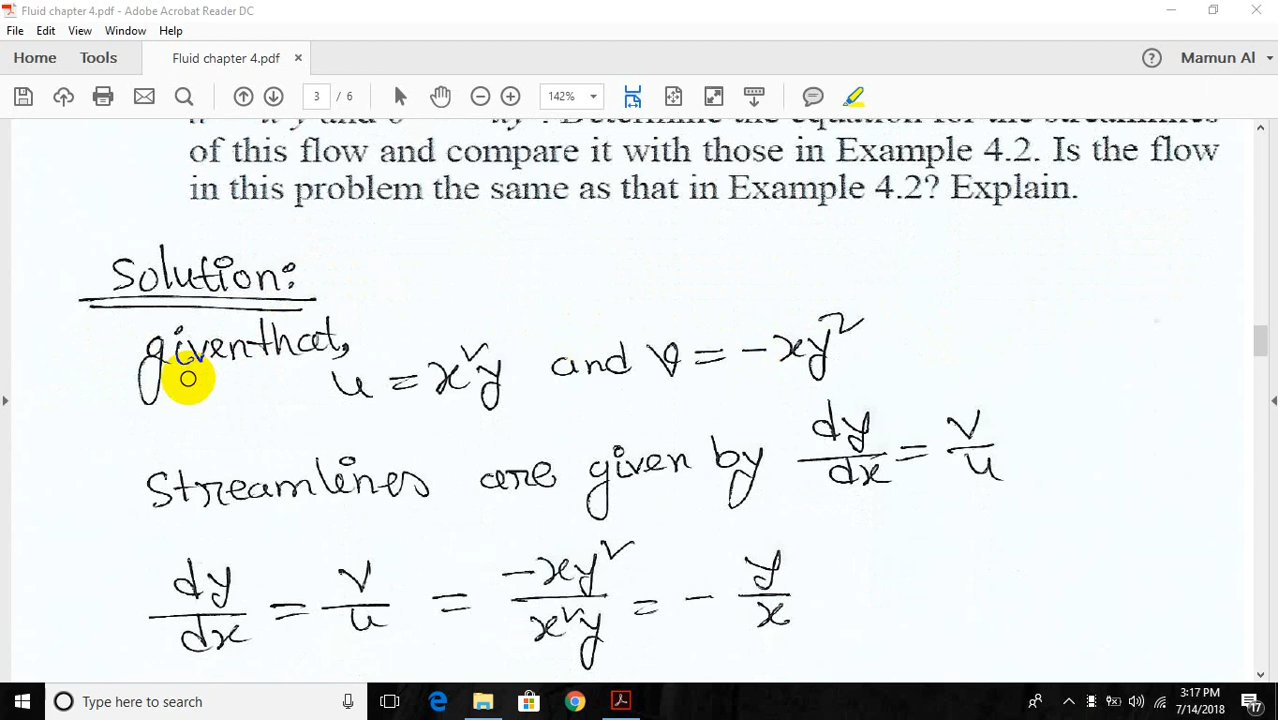 Fluid chapter 4.pdf - Adobe Acrobat Reader DC
File Edit View Window Help
Home Tools Fluid chapter 4.pdf × Mamun Al
3 / 6 142%
of this flow and compare it with those in Example 4.2. Is the flow
in this problem the same as that in Example 4.2? Explain.
Solution:
given that,
u = x²y and v = -xy²
streamlines are given by dy/dx = v/u
dy/dx = v/u = -xy²/x²y = - y/x
Type here to search
3:17 PM
7/14/2018
17